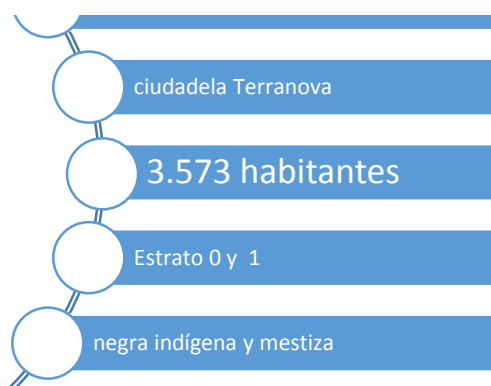 ciudadela Terranova
3.573 habitantes
Estrato 0 y  1
negra indígena y mestiza